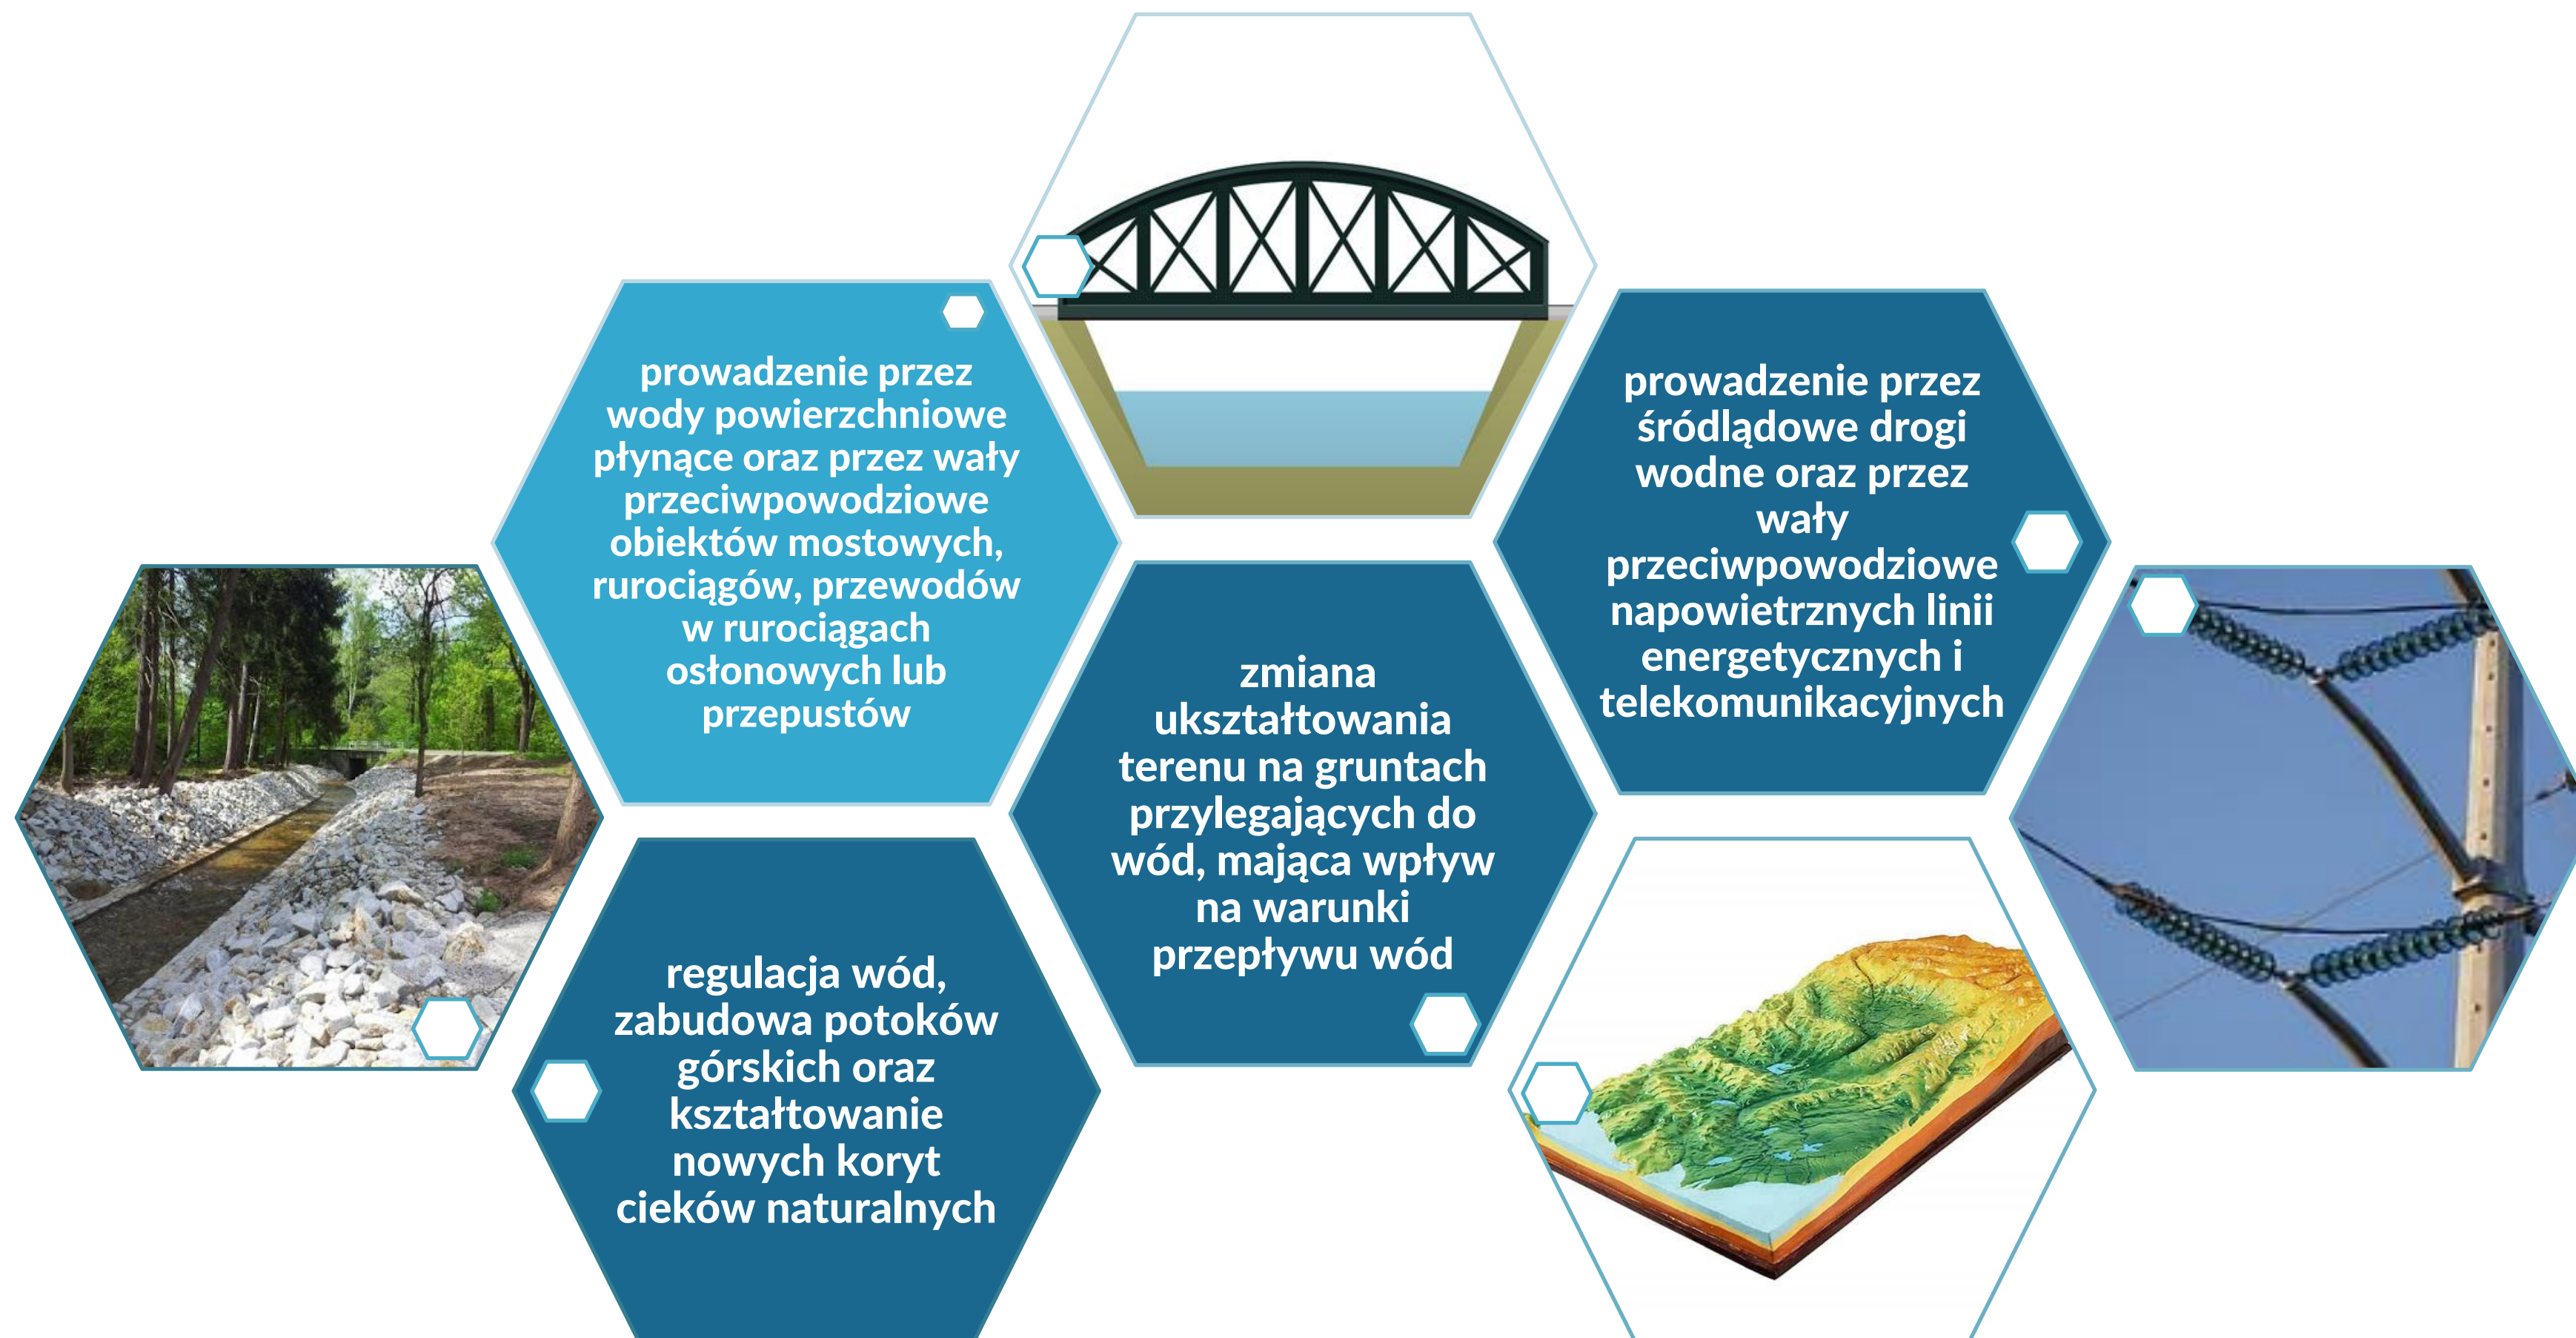 prowadzenie przez
wody powierzchniowe
płynące oraz przez wały
przeciwpowodziowe
obiektów mostowych,
rurociągów, przewodów
w rurociągach
osłonowych lub
przepustów
regulacja wód,
zabudowa potoków
górskich oraz
kształtowanie
nowych koryt
cieków naturalnych
zmiana
ukształtowania
terenu na gruntach
przylegających do
wód, mająca wpływ
na warunki
przepływu wód
prowadzenie przez
śródlądowe drogi
wodne oraz przez
wały
przeciwpowodziowe
napowietrznych linii
energetycznych i
telekomunikacyjnych